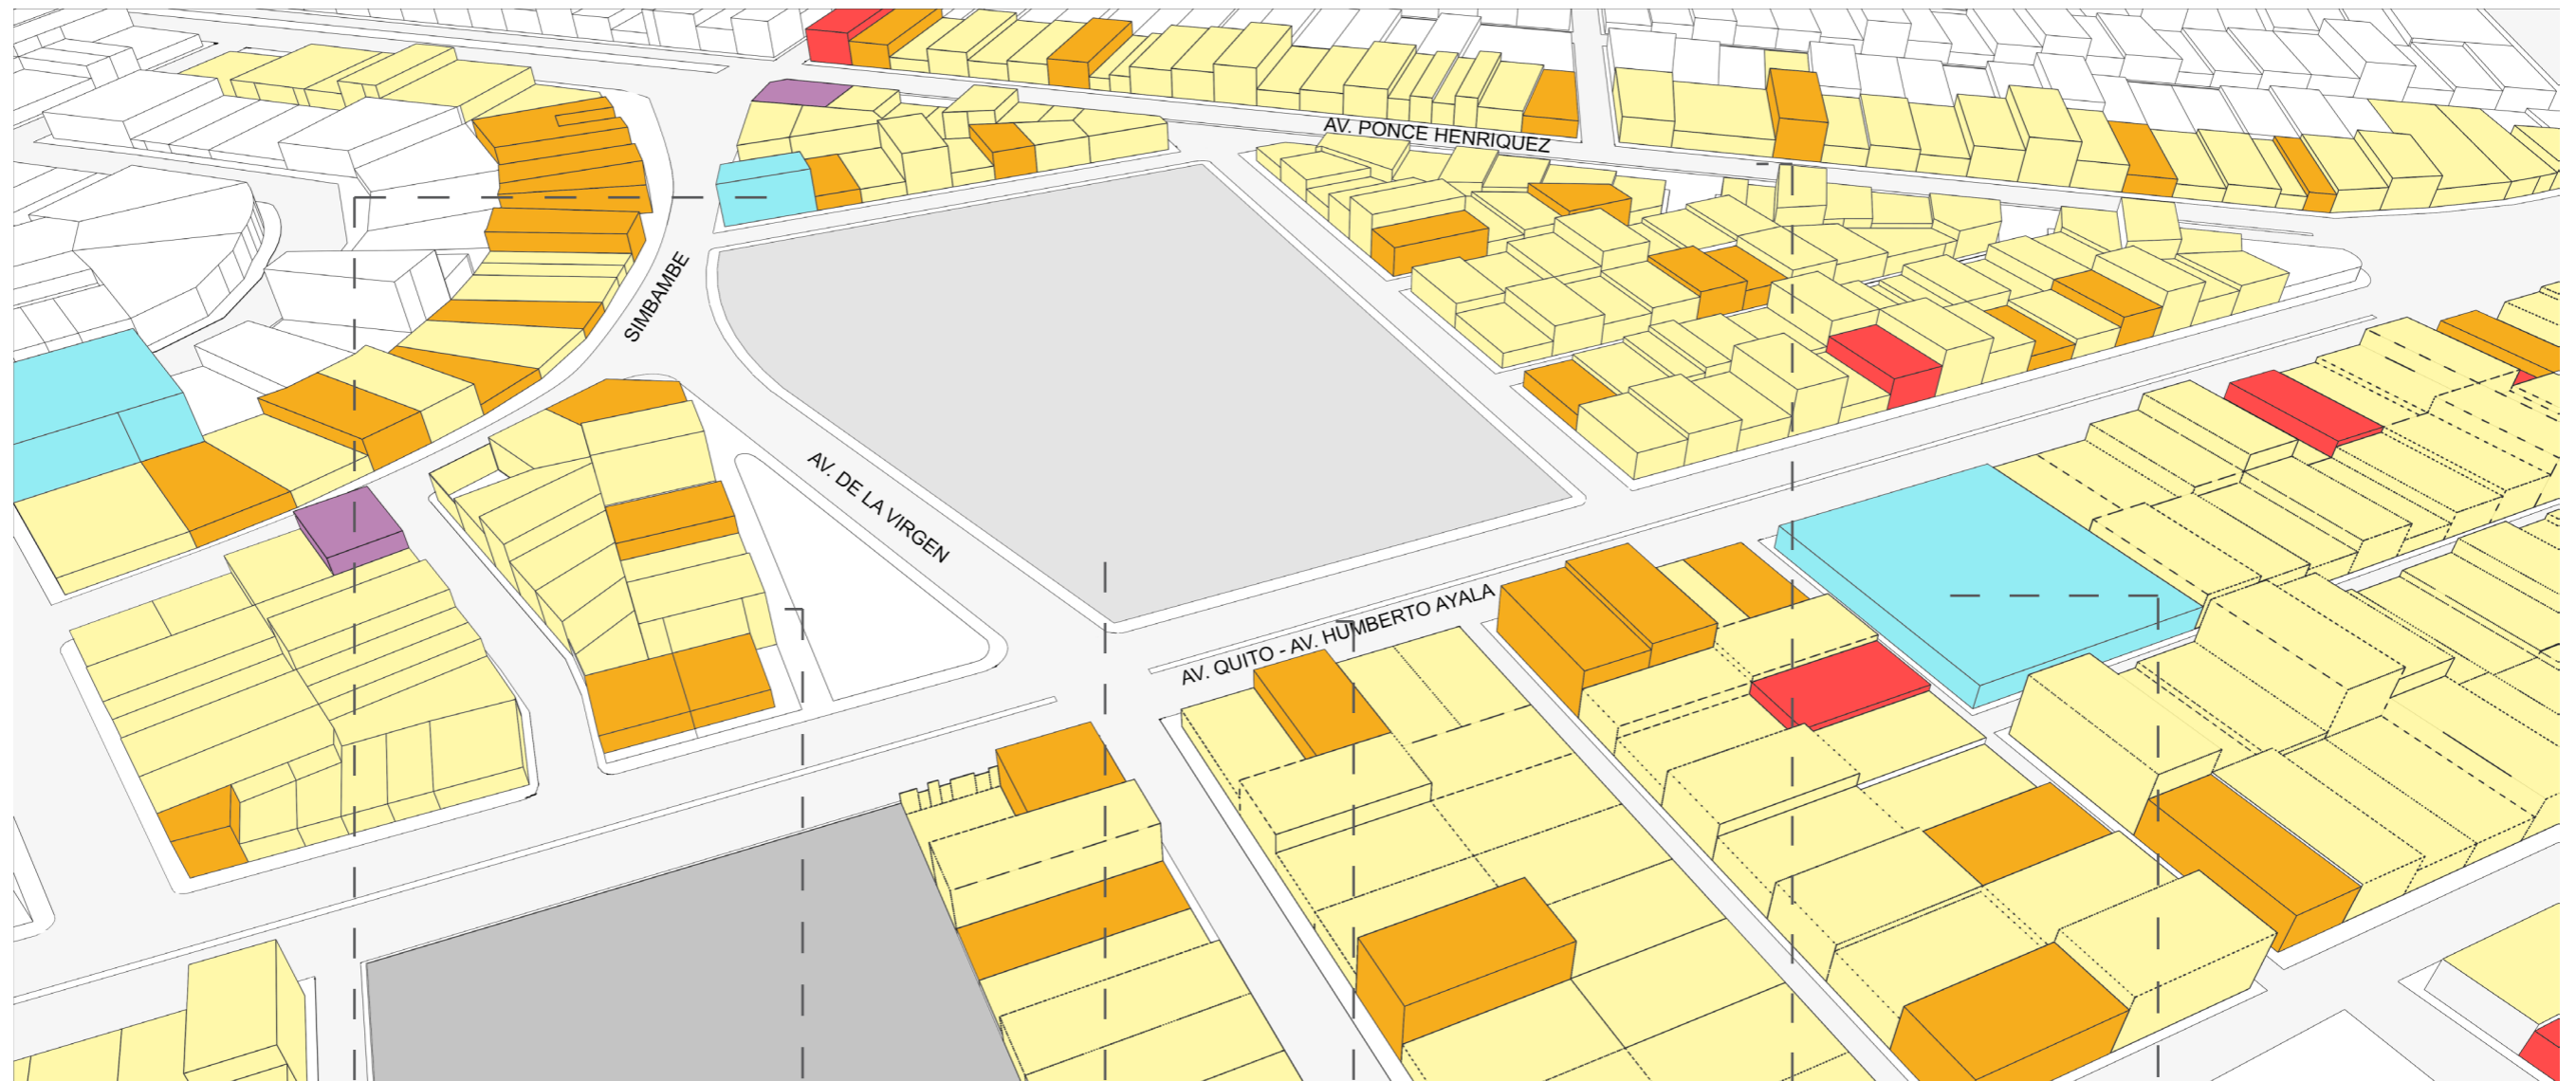 AV. PONCE HENRIQUEZ
SIMBAMBE
AV. DE LA VIRGEN
AV. QUITO - AV. HUMBERTO AYALA